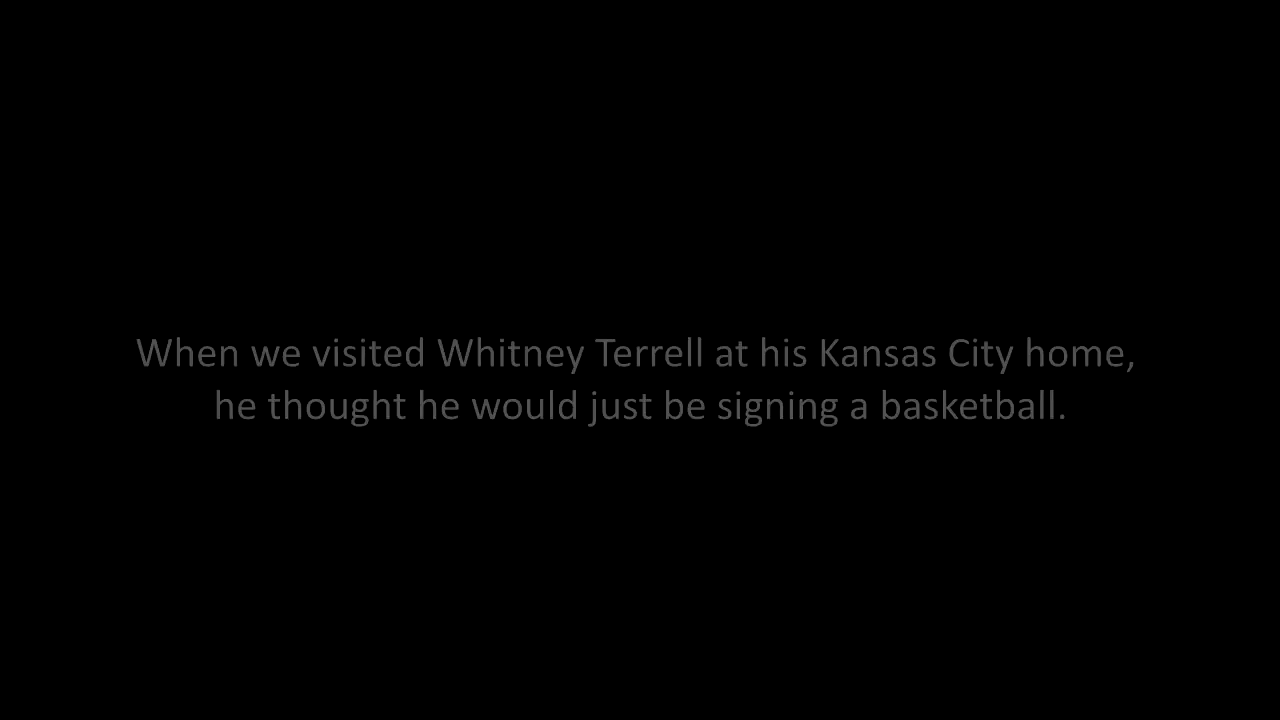 When we visited Whitney Terrell at his Kansas City home,
he thought he would just be signing a basketball.